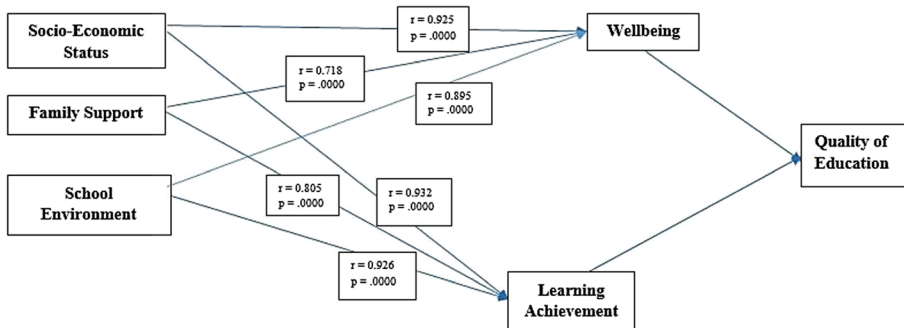 Socio-Economic
Status
Family Support
School
Environment
r = 0.925
p = .0000
r = 0.718
p = .0000
r = 0.895
p = .0000
r = 0.805
p = .0000
r = 0.932
p = .0000
r = 0.926
p = .0000
Wellbeing
Learning
Achievement
Quality of
Education